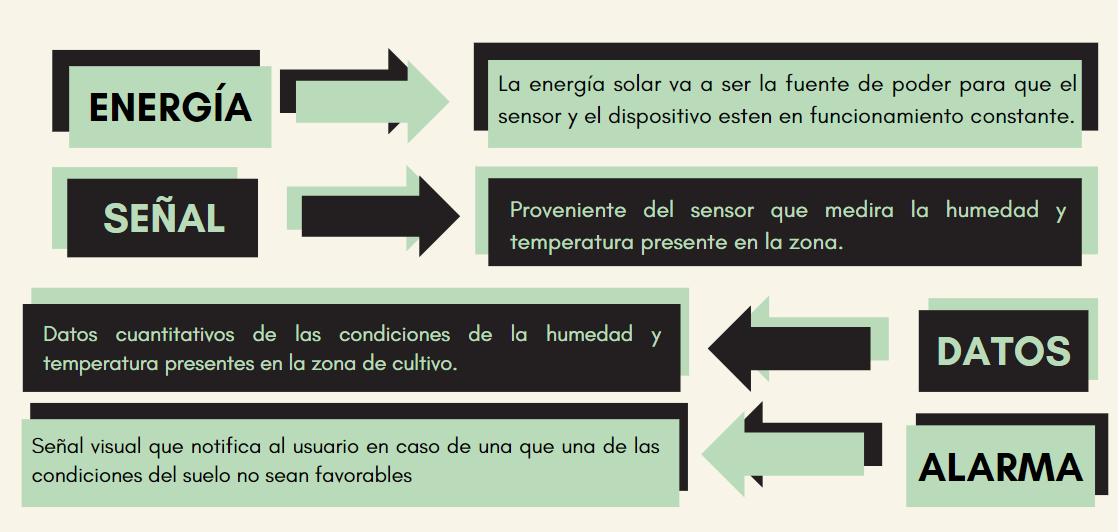 ENERGÍA
La energía solar va a ser la fuente de poder para que el
sensor y el dispositivo esten en funcionamiento constante.
SEÑAL
Proveniente del sensor que medira la humedad y
temperatura presente en la zona.
Datos cuantitativos de las condiciones de la humedad y
temperatura presentes en la zona de cultivo.
DATOS
Señal visual que notifica al usuario en caso de una que una de las
condiciones del suelo no sean favorables
ALARMA